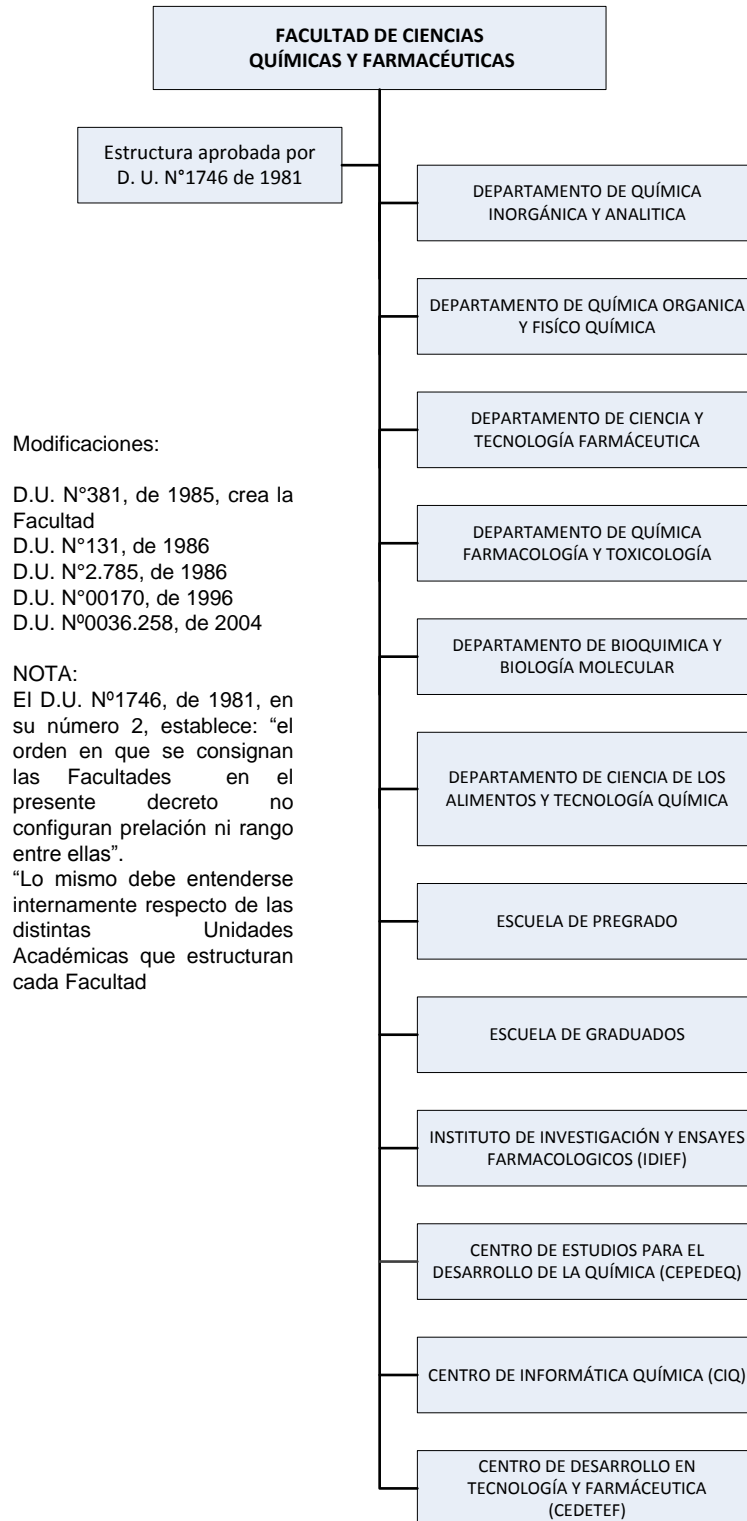 FACULTAD DE CIENCIAS
QUÍMICAS Y FARMACÉUTICAS
Estructura aprobada por
D. U. N°1746 de 1981
DEPARTAMENTO DE QUÍMICA
INORGÁNICA Y ANALITICA
DEPARTAMENTO DE QUÍMICA ORGANICA
Y FISÍCO QUÍMICA
DEPARTAMENTO DE CIENCIA Y
TECNOLOGÍA FARMÁCEUTICA
DEPARTAMENTO DE QUÍMICA
FARMACOLOGÍA Y TOXICOLOGÍA
DEPARTAMENTO DE BIOQUIMICA Y
BIOLOGÍA MOLECULAR
DEPARTAMENTO DE CIENCIA DE LOS
ALIMENTOS Y TECNOLOGÍA QUÍMICA
ESCUELA DE PREGRADO
ESCUELA DE GRADUADOS
INSTITUTO DE INVESTIGACIÓN Y ENSAYES
FARMACOLOGICOS (IDIEF)
CENTRO DE ESTUDIOS PARA EL
DESARROLLO DE LA QUÍMICA (CEPEDEQ)
CENTRO DE INFORMÁTICA QUÍMICA (CIQ)
CENTRO DE DESARROLLO EN
TECNOLOGÍA Y FARMÁCEUTICA
(CEDETEF)
Modificaciones:
D.U. N°381, de 1985, crea la
Facultad
D.U. N°131, de 1986
D.U. N°2.785, de 1986
D.U. N°00170, de 1996
D.U. Nº0036.258, de 2004
NOTA:
El D.U. Nº1746, de 1981, en
su número 2, establece: “el
orden en que se consignan
las Facultades en el
presente decreto no
configuran prelación ni rango
entre ellas”.
“Lo mismo debe entenderse
internamente respecto de las
distintas Unidades
Académicas que estructuran
cada Facultad